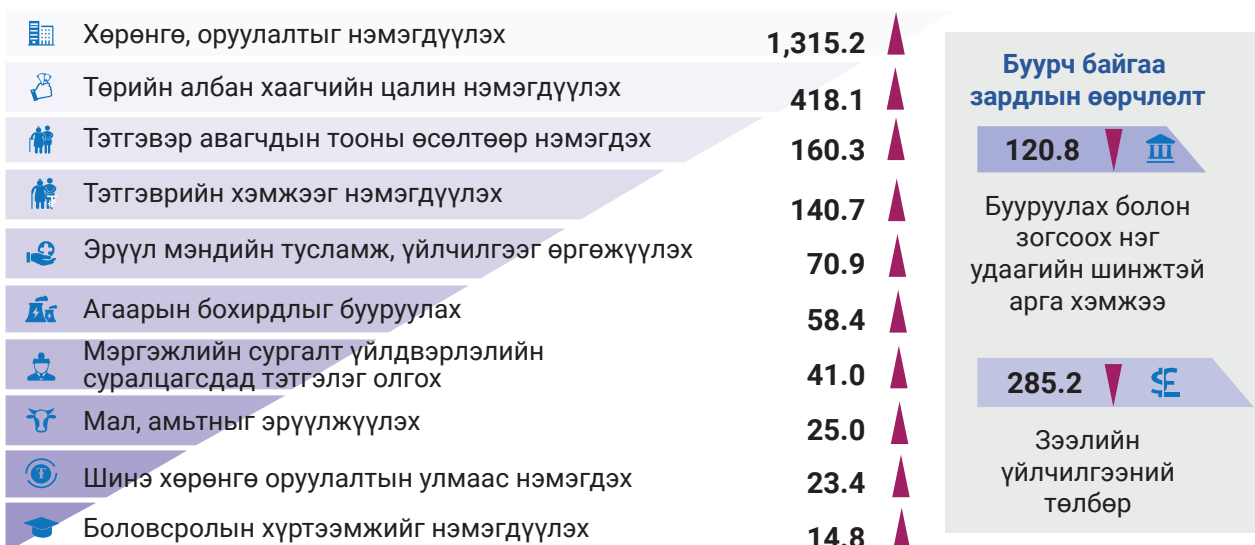 Хөрөнгө, оруулалтыг нэмэгдүүлэх 1,315.2
Төрийн албан хаагчийн цалин нэмэгдүүлэх 418.1
Тэтгэвэр авагчдын тооны өсөлтөөр нэмэгдэх 160.3
Тэтгэврийн хэмжээг нэмэгдүүлэх 140.7
Эрүүл мэндийн тусламж, үйлчилгээг өргөжүүлэх 70.9
Агаарын бохирдлыг бууруулах 58.4
Мэргэжлийн сургалт үйлдвэрлэлийн
суралцагсдад тэтгэлэг олгох 41.0
Мал, амьтныг эрүүлжүүлэх 25.0
Шинэ хөрөнгө оруулалтын улмаас нэмэгдэх 23.4
Боловсролын хүртээмжийг нэмэгдүүлэх 14.8
Буурч байгаа
зардлын өөрчлөлт
120.8
Бууруулах болон
зогсоох нэг
удаагийн шинжтэй
арга хэмжээ
285.2
Зээлийн
үйлчилгээний
төлбөр